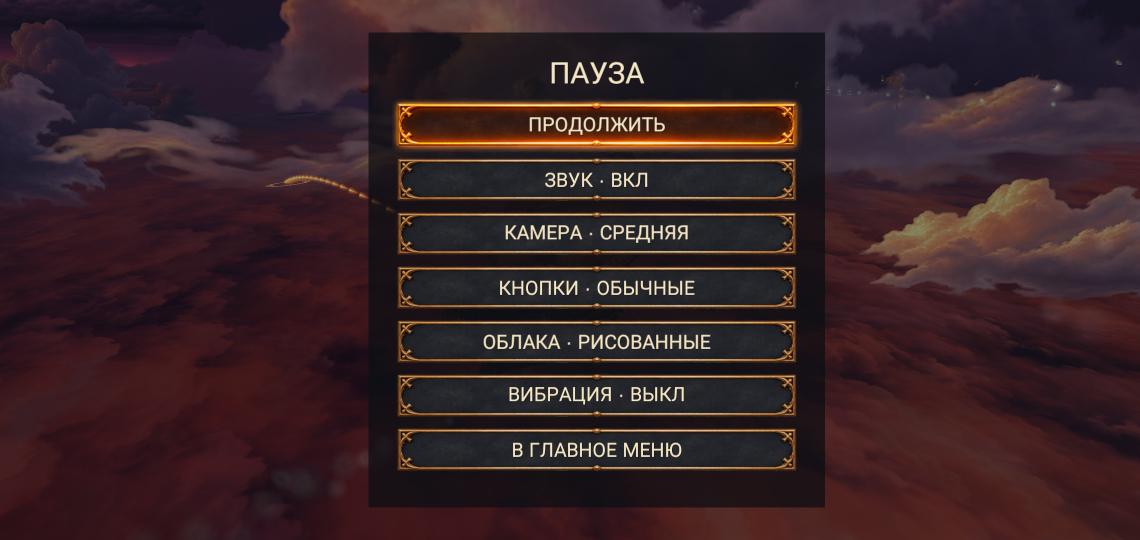 ПАУЗА
ПРОДОЛЖИТЬ
ЗВУК · ВКЛ
КАМЕРА · СРЕДНЯЯ
КНОПКИ · ОБЫЧНЫЕ
ОБЛАКА · РИСОВАННЫЕ
ВИБРАЦИЯ · ВЫКЛ
В ГЛАВНОЕ МЕНЮ